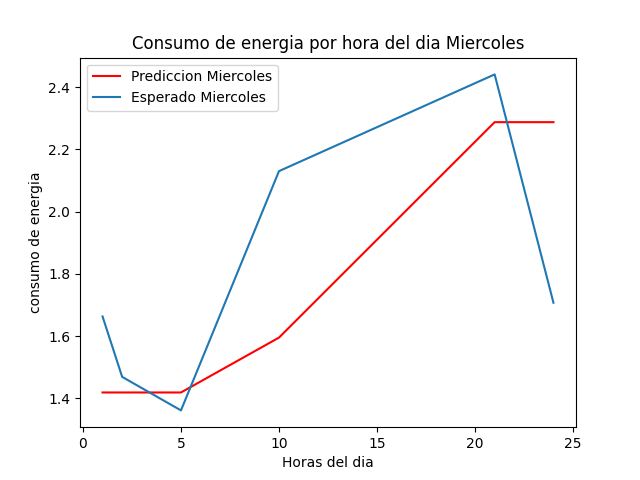 Consumo de energia por hora del dia Miercoles
Prediccion Miercoles
Esperado Miercoles
consumo de energia
2.4
2.2
2.0
1.8
1.6
1.4
0 5 10 15 20 25
Horas del dia